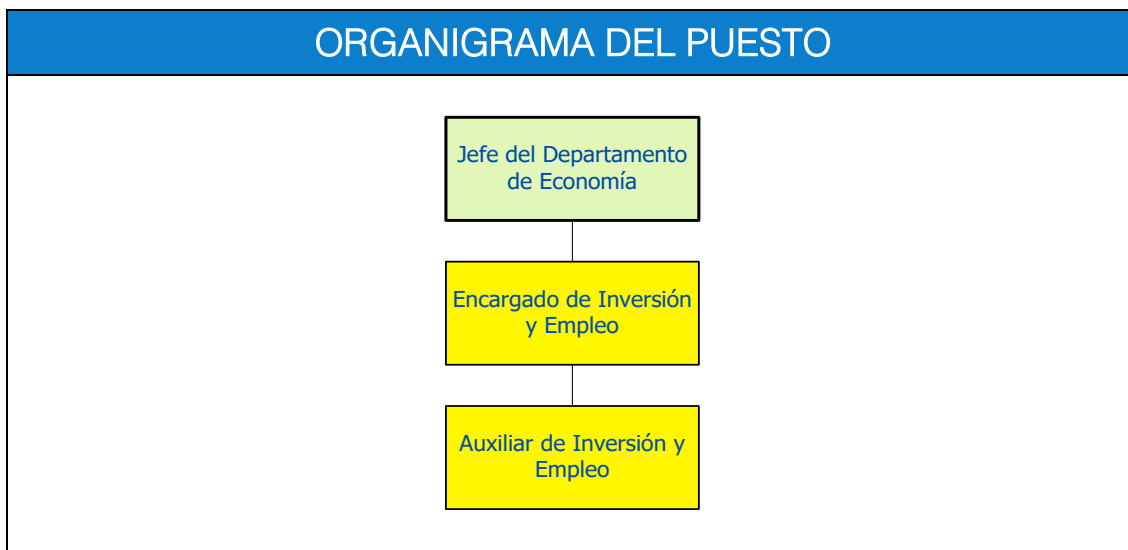 ORGANIGRAMA DEL PUESTO
Jefe del Departamento
de Economía
Encargado de Inversión
y Empleo
Auxiliar de Inversión y
Empleo